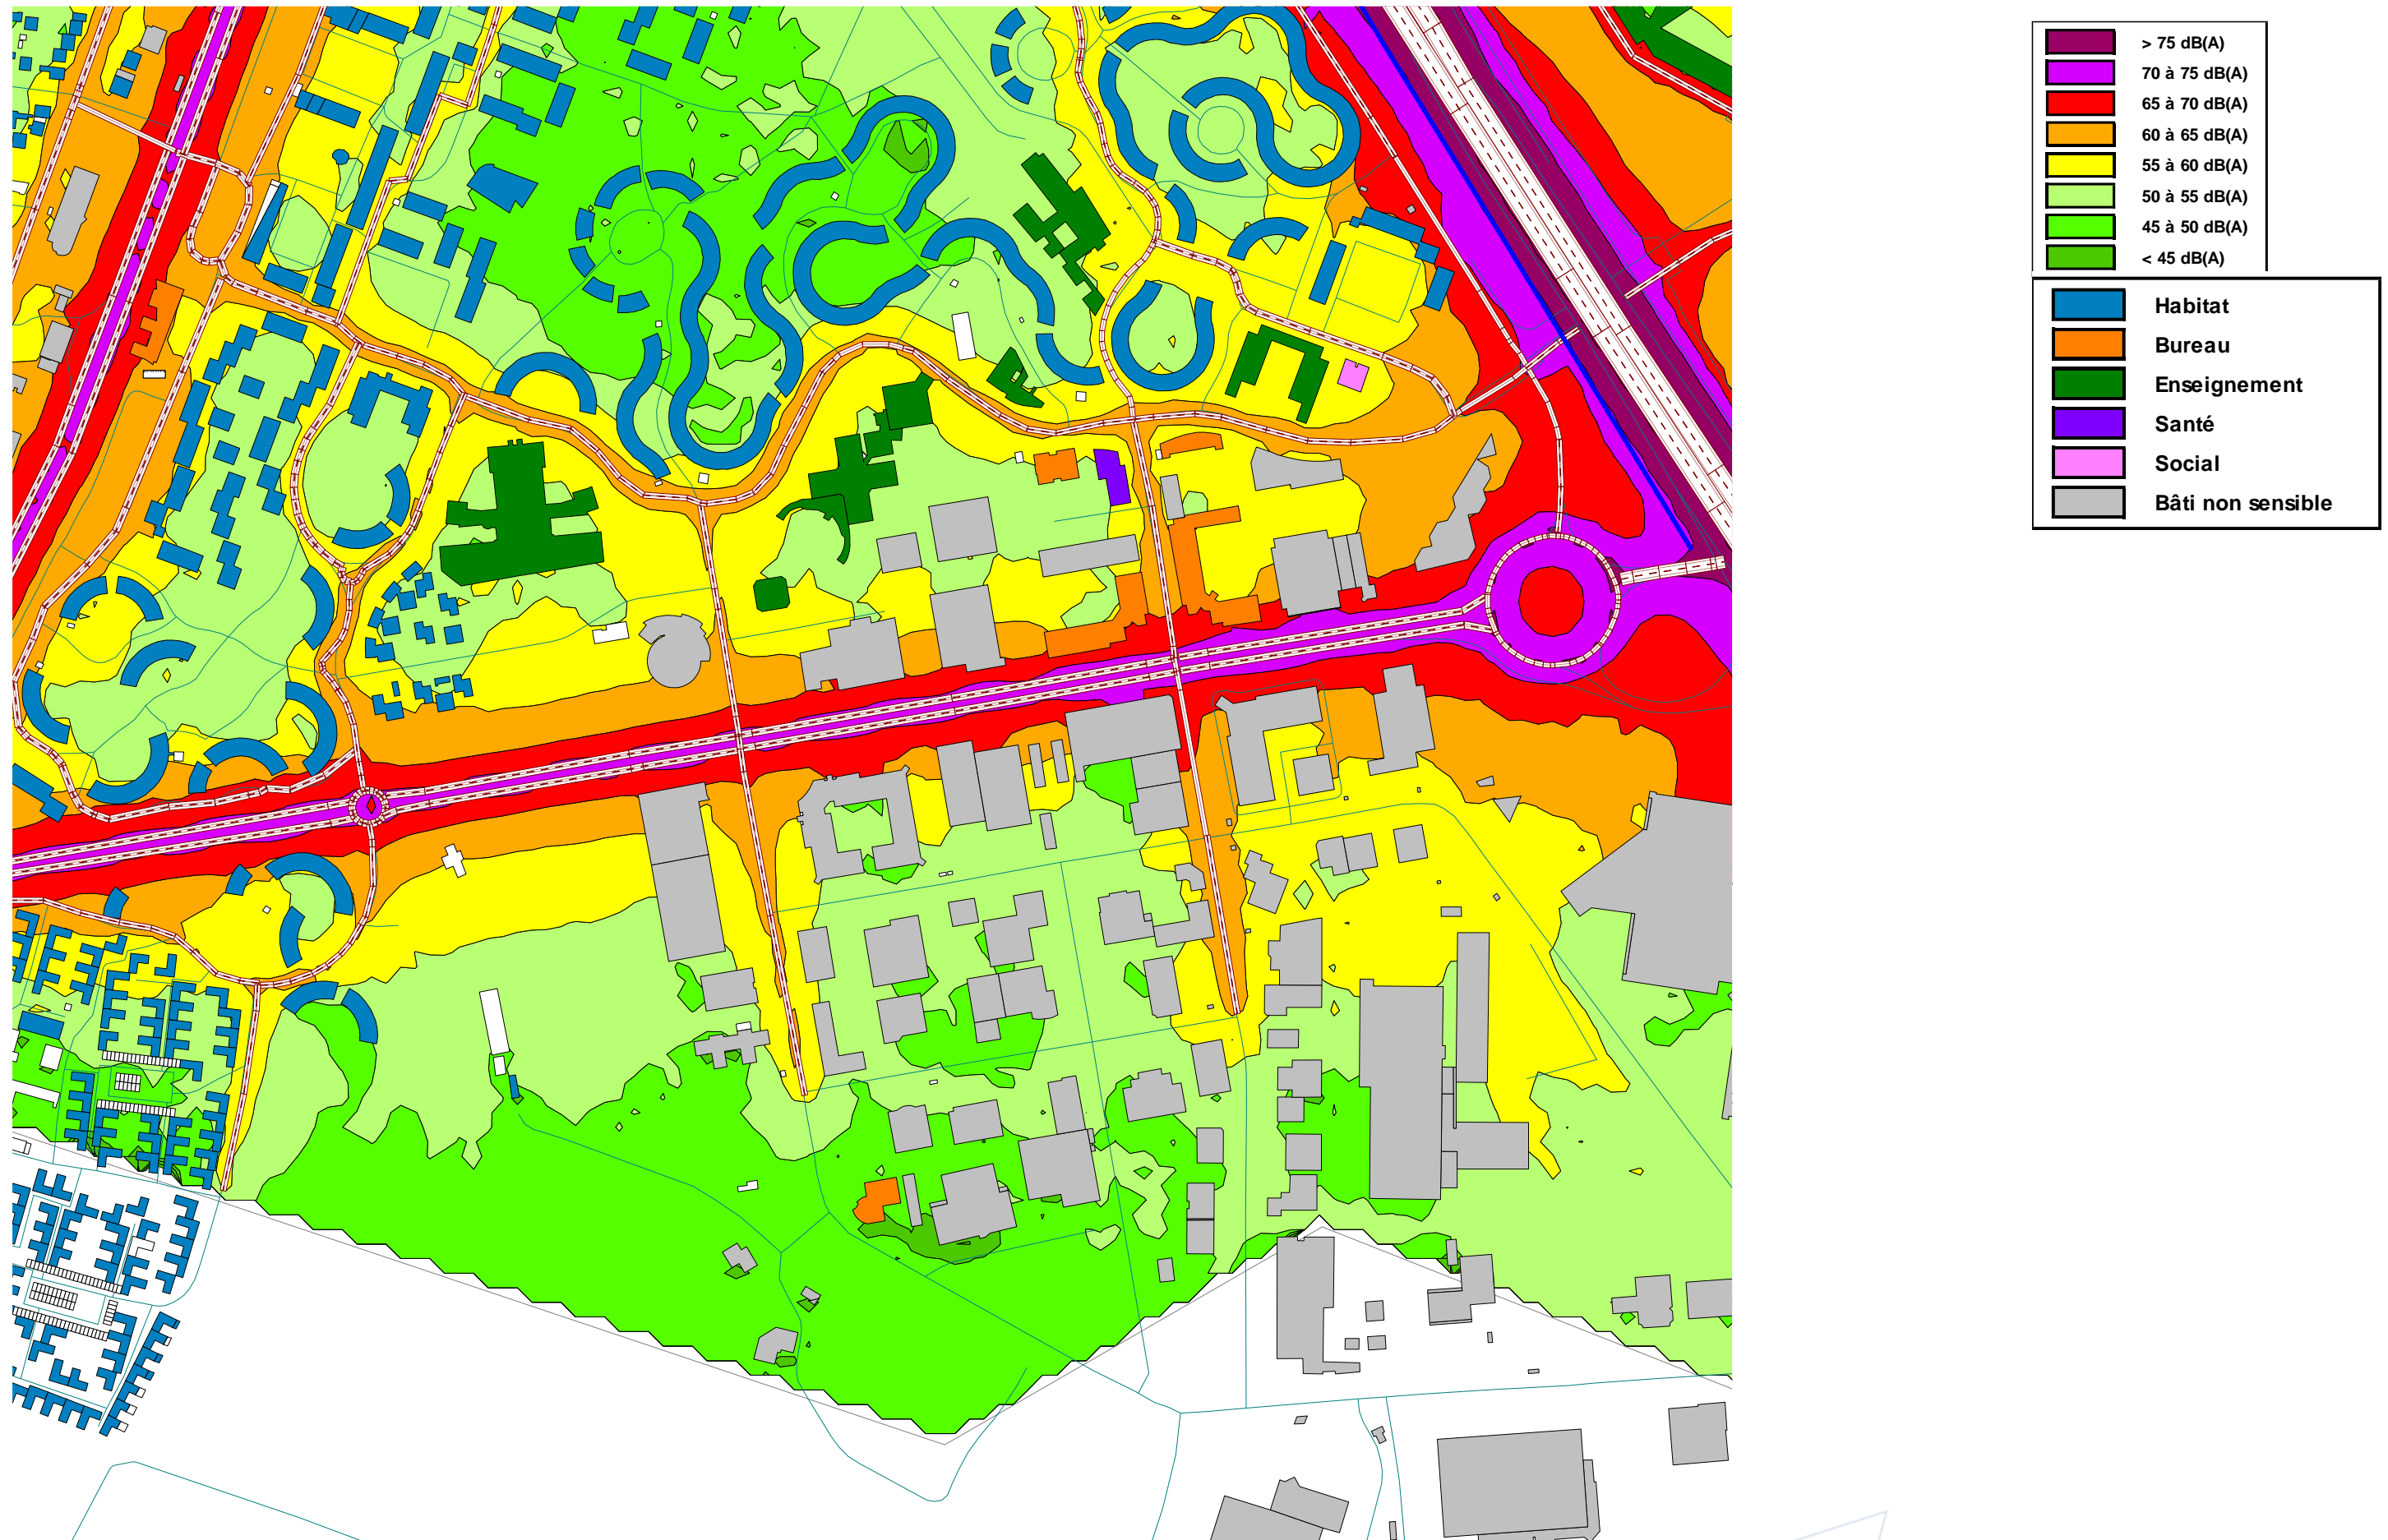 > 75 dB(A)
70 à 75 dB(A)
65 à 70 dB(A)
60 à 65 dB(A)
55 à 60 dB(A)
50 à 55 dB(A)
45 à 50 dB(A)
< 45 dB(A)
Habitat
Bureau
Enseignement
Santé
Social
Bâti non sensible